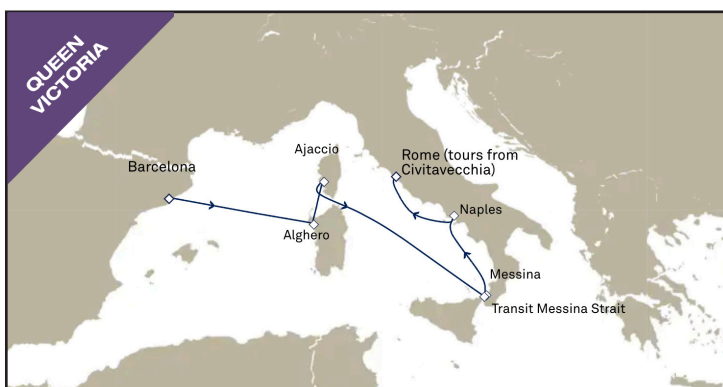 QUEEN
VICTORIA
Ajaccio
Barcelona
Rome (tours from
Civitavecchia)
Naples
Alghero
Messina
Transit Messina Strait